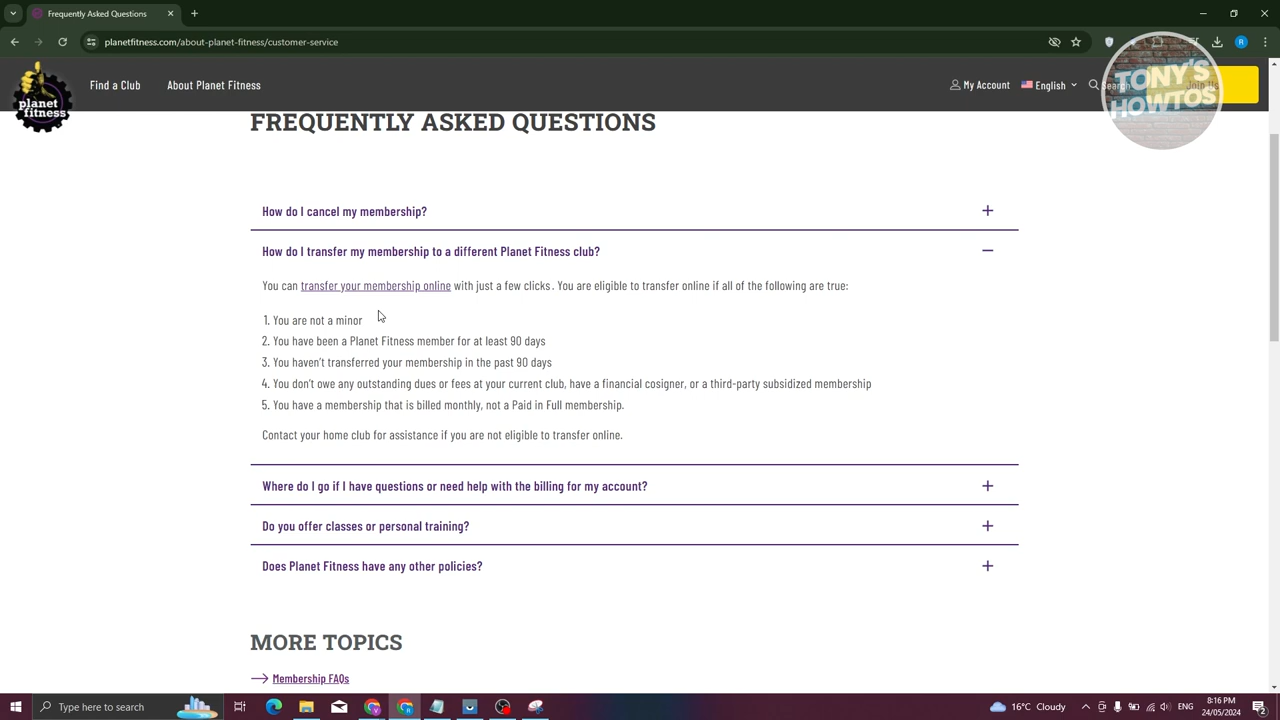 Frequently Asked Questions
planetfitness.com/about-planet-fitness/customer-service
R
planet fitness
Find a Club
About Planet Fitness
My Account
English
Search
Join Us
TONY'S
HOWTOS
FREQUENTLY ASKED QUESTIONS
How do I cancel my membership?
How do I transfer my membership to a different Planet Fitness club?
You can transfer your membership online with just a few clicks. You are eligible to transfer online if all of the following are true:
1. You are not a minor
2. You have been a Planet Fitness member for at least 90 days
3. You haven't transferred your membership in the past 90 days
4. You don't owe any outstanding dues or fees at your current club, have a financial cosigner, or a third-party subsidized membership
5. You have a membership that is billed monthly, not a Paid in Full membership.
Contact your home club for assistance if you are not eligible to transfer online.
Where do I go if I have questions or need help with the billing for my account?
Do you offer classes or personal training?
Does Planet Fitness have any other policies?
MORE TOPICS
Membership FAQs
Type here to search
16°C Cloudy
8:16 PM
24/05/2024
2